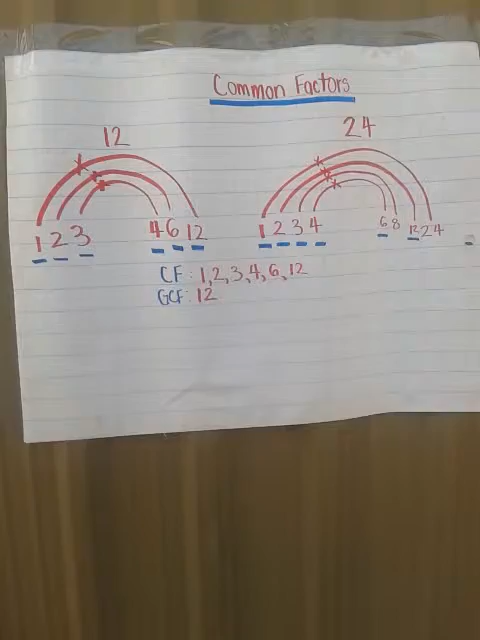 Common Factors
12
24
1 2 3 4 6 12
1 2 3 4 6 8 12 24
CF: 1, 2, 3, 4, 6, 12
GCF: 12